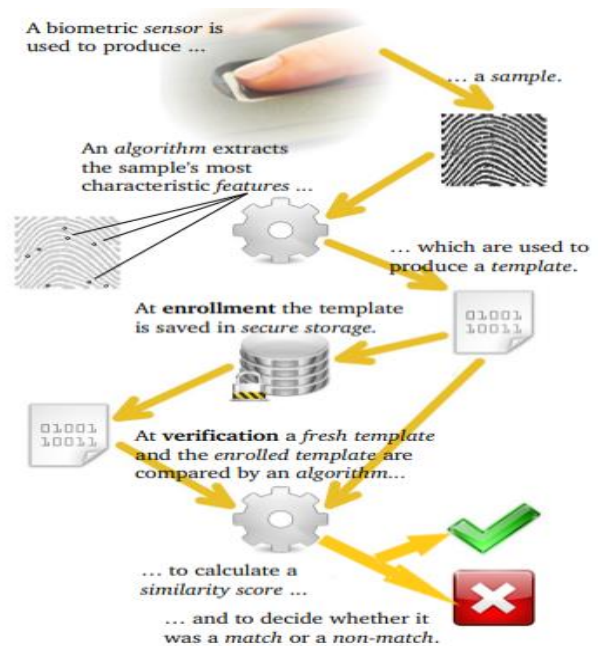 A biometric sensor is
used to produce ...
... a sample.
An algorithm extracts
the sample's most
characteristic features ...
... which are used to
produce a template.
01001
10011
At enrollment the template
is saved in secure storage.
01001
10011
At verification a fresh template
and the enrolled template are
compared by an algorithm...
... to calculate a
similarity score ...
... and to decide whether it
was a match or a non-match.